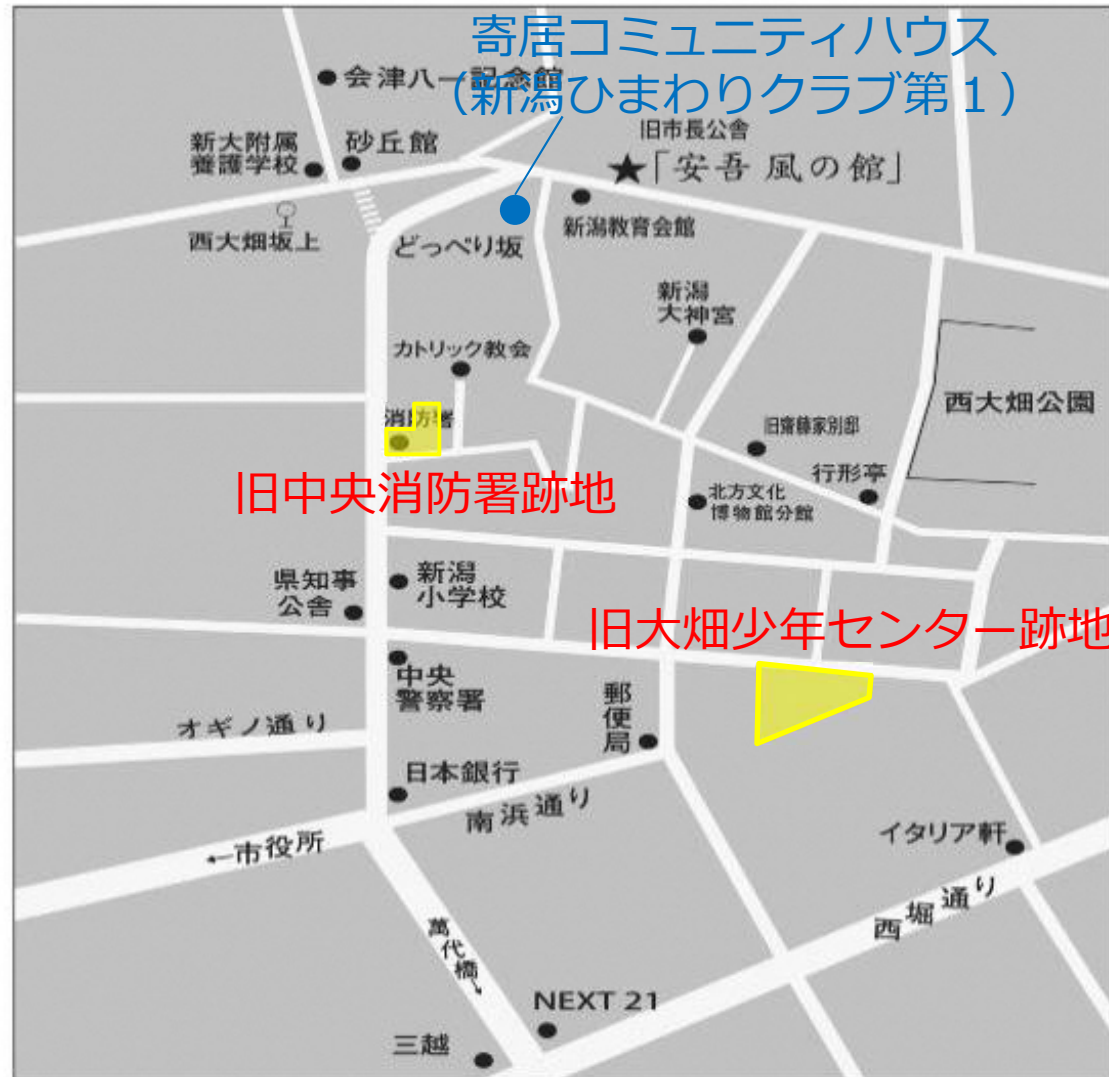 寄居コミュニティハウス
（新潟ひまわりクラブ第１）
会津八一記念館
旧市長公舎
★「安吾 風の館」
新大附属
養護学校
砂丘館
新潟教育会館
西大畑坂上
どっぺり坂
新潟
大神宮
カトリック教会
西大畑公園
消防署
旧齋藤家別邸
行形亭
旧中央消防署跡地
北方文化
博物館分館
新潟
小学校
県知事
公舎
旧大畑少年センター跡地
中央
警察署
郵便局
オギノ通り
日本銀行
南浜通り
←市役所
イタリア軒
西堀通り
萬代橋→
NEXT 21
三越